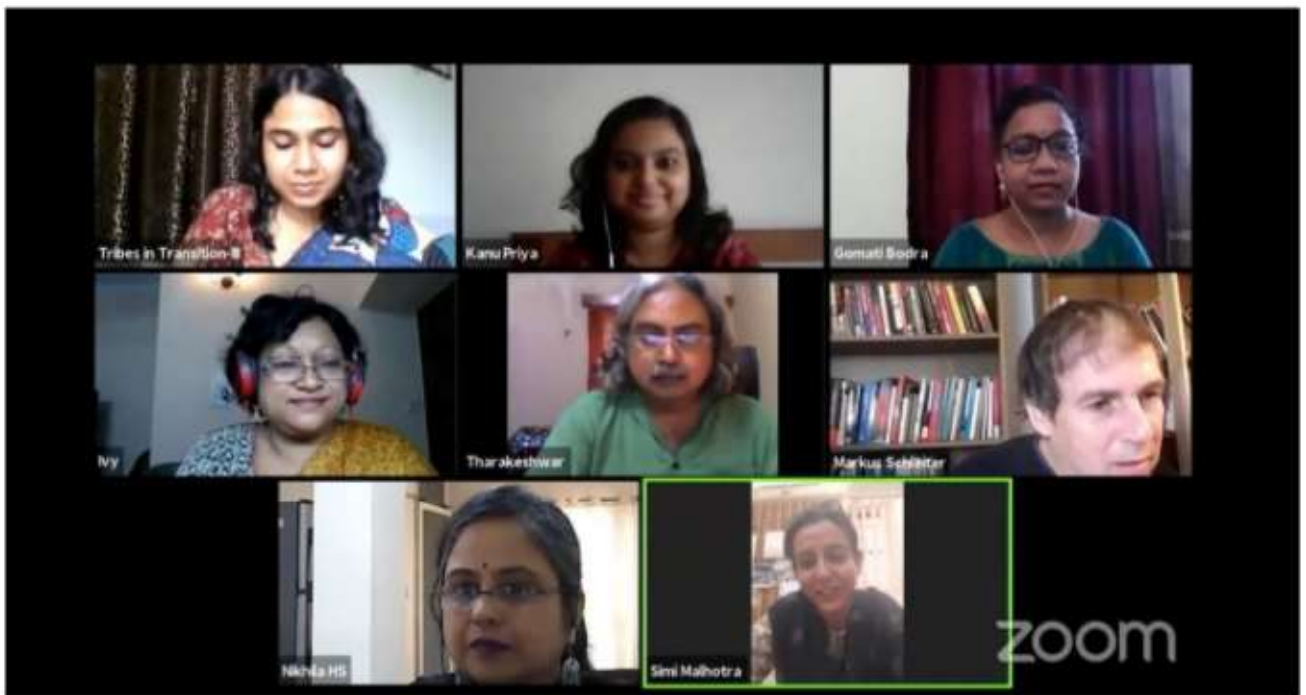 Tribes in Transition-II
Kanu Priya
Gomati Bodra
Ivy
Tharakeshwar
Markus Schleiter
Nikhila HS
Simi Malhotra
zoom